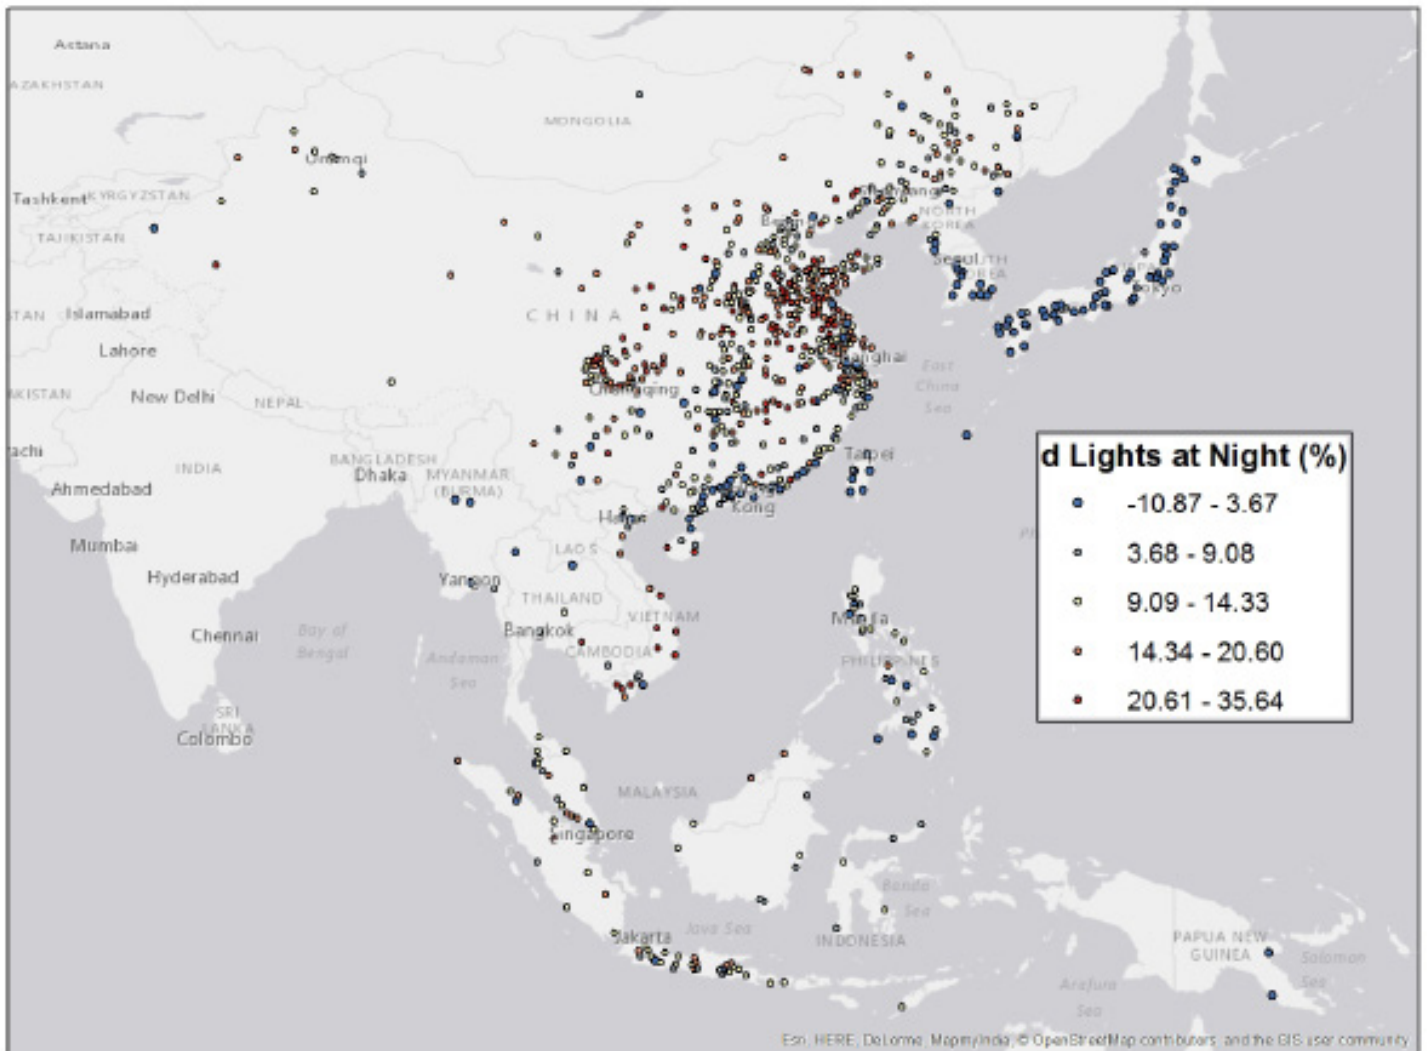 Astana
AZAKHSTAN
MONGOLIA
Urumqi
Tashkent KYRGYZSTAN
TAJIKISTAN
NORTH
KOREA
Seoul
Tokyo
TAN Islamabad
CHINA
Lahore
Shanghai
Chongqing
East
China
Sea
AKISTAN
New Delhi
NEPAL
achi
INDIA
BANGLADESH
Dhaka
MYANMAR
(BURMA)
Taipei
Ahmedabad
Kong
Mumbai
LAOS
Hyderabad
Yangon
THAILAND
VIETNAM
Chennai
Bay of
Bengal
Bangkok
CAMBODIA
Andaman
Sea
Manila
PHILIPPINES
SRI
LANKA
Colombo
MALAYSIA
Singapore
Banda
Sea
Jakarta
Java Sea
INDONESIA
PAPUA NEW
GUINEA
Solomon
Sea
Arafura
Sea
d Lights at Night (%)
-10.87 - 3.67
3.68 - 9.08
9.09 - 14.33
14.34 - 20.60
20.61 - 35.64
Esri, HERE, DeLorme, MapmyIndia, © OpenStreetMap contributors, and the GIS user community